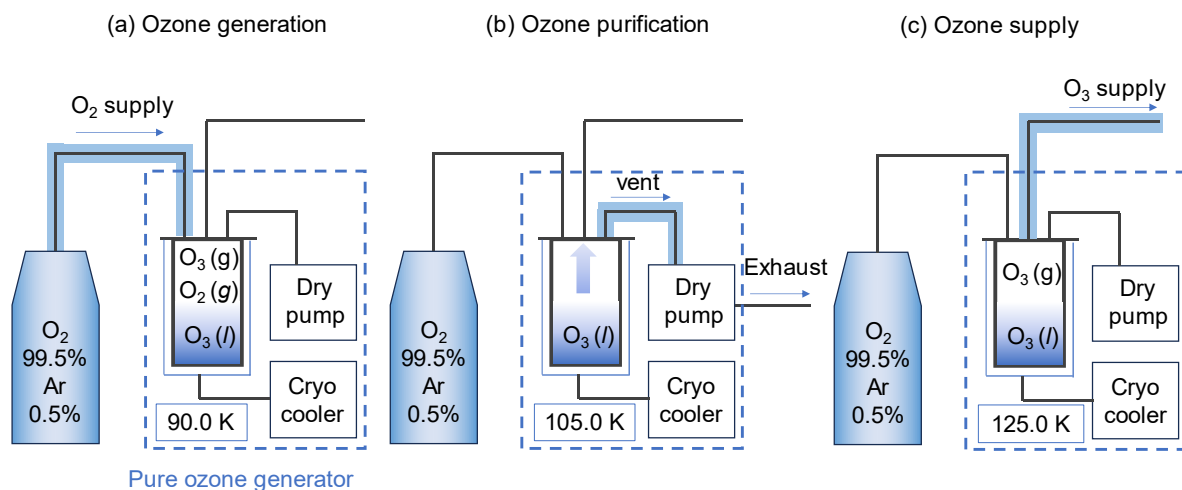 (a) Ozone generation
O₂ supply
O₃ (g)
O₂ (g)
O₃ (l)
Dry
pump
O₂
99.5%
Ar
0.5%
Cryo
cooler
90.0 K
Pure ozone generator
(b) Ozone purification
vent
Exhaust
O₃ (l)
Dry
pump
O₂
99.5%
Ar
0.5%
Cryo
cooler
105.0 K
(c) Ozone supply
O₃ supply
O₃ (g)
O₃ (l)
Dry
pump
O₂
99.5%
Ar
0.5%
Cryo
cooler
125.0 K